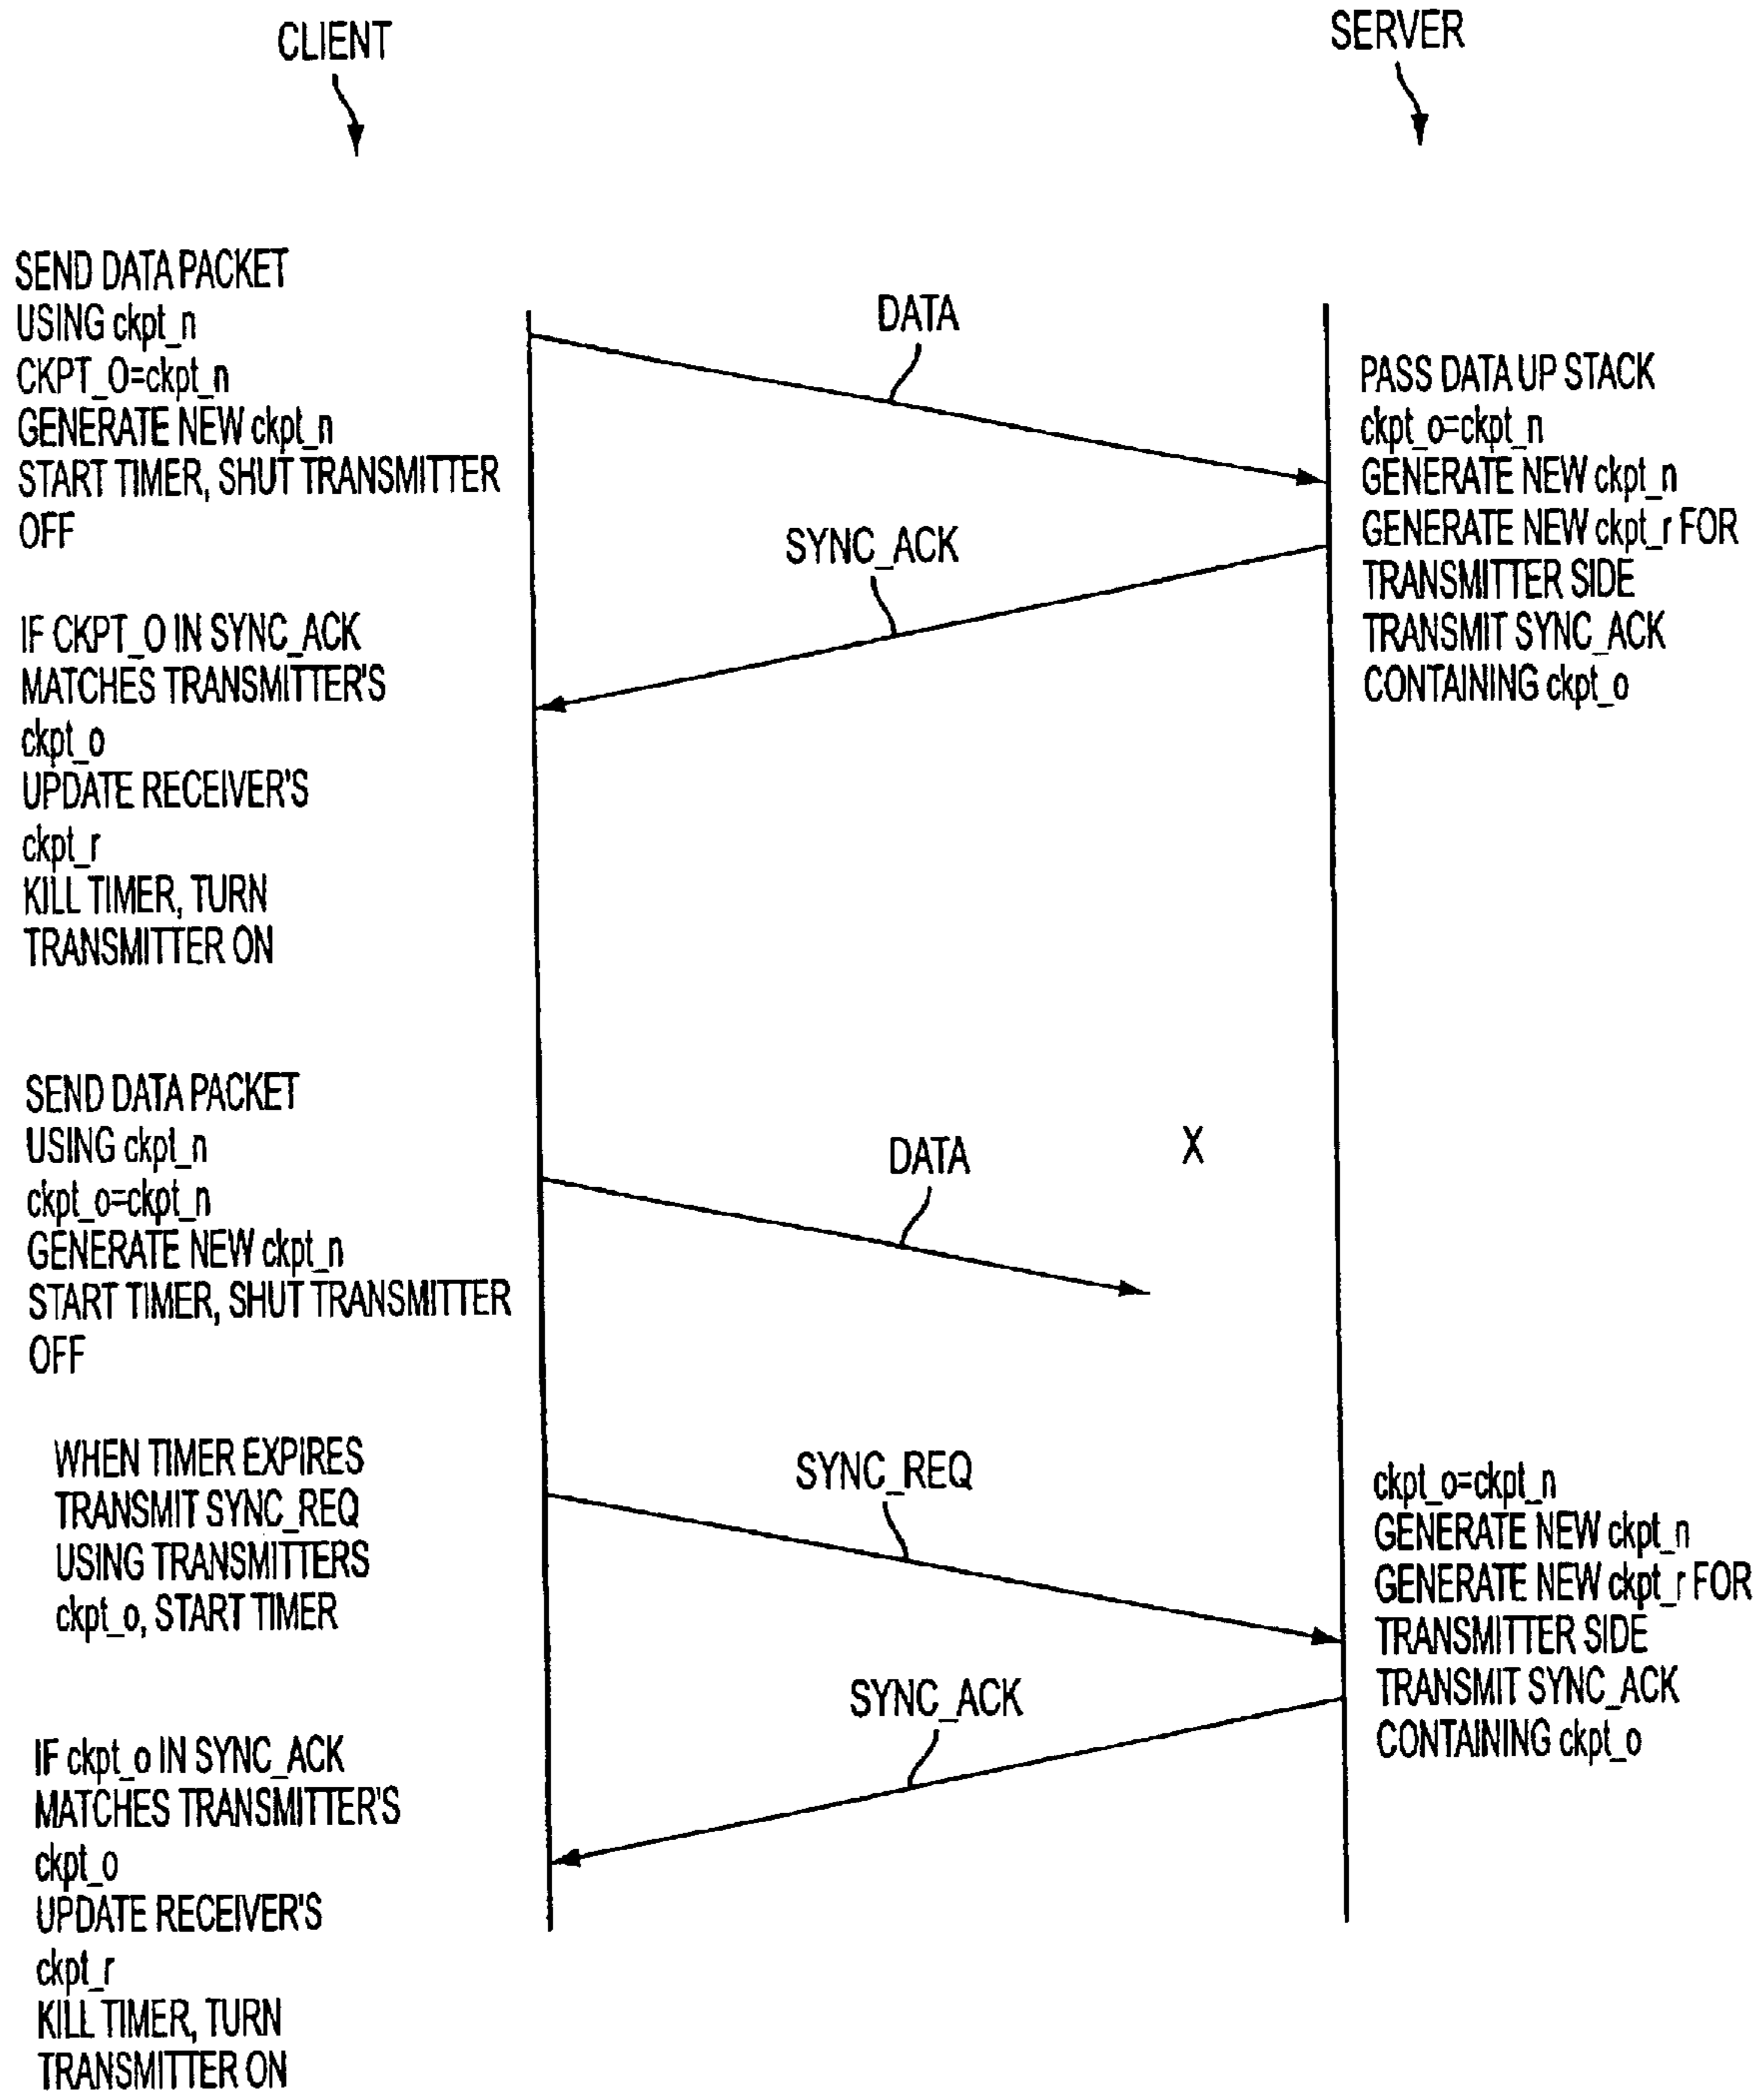 CLIENT
SERVER
SEND DATA PACKET
USING ckpt_n
CKPT_O=ckpt_n
GENERATE NEW ckpt_n
START TIMER, SHUT TRANSMITTER
OFF
DATA
PASS DATA UP STACK
ckpt_o=ckpt_n
GENERATE NEW ckpt_n
GENERATE NEW ckpt_r FOR
TRANSMITTER SIDE
TRANSMIT SYNC_ACK
CONTAINING ckpt_o
SYNC_ACK
IF CKPT_O IN SYNC_ACK
MATCHES TRANSMITTER'S
ckpt_o
UPDATE RECEIVER'S
ckpt_r
KILL TIMER, TURN
TRANSMITTER ON
SEND DATA PACKET
USING ckpt_n
ckpt_o=ckpt_n
GENERATE NEW ckpt_n
START TIMER, SHUT TRANSMITTER
OFF
DATA
X
WHEN TIMER EXPIRES
TRANSMIT SYNC_REQ
USING TRANSMITTERS
ckpt_o, START TIMER
SYNC_REQ
ckpt_o=ckpt_n
GENERATE NEW ckpt_n
GENERATE NEW ckpt_r FOR
TRANSMITTER SIDE
TRANSMIT SYNC_ACK
CONTAINING ckpt_o
SYNC_ACK
IF ckpt_o IN SYNC_ACK
MATCHES TRANSMITTER'S
ckpt_o
UPDATE RECEIVER'S
ckpt_r
KILL TIMER, TURN
TRANSMITTER ON